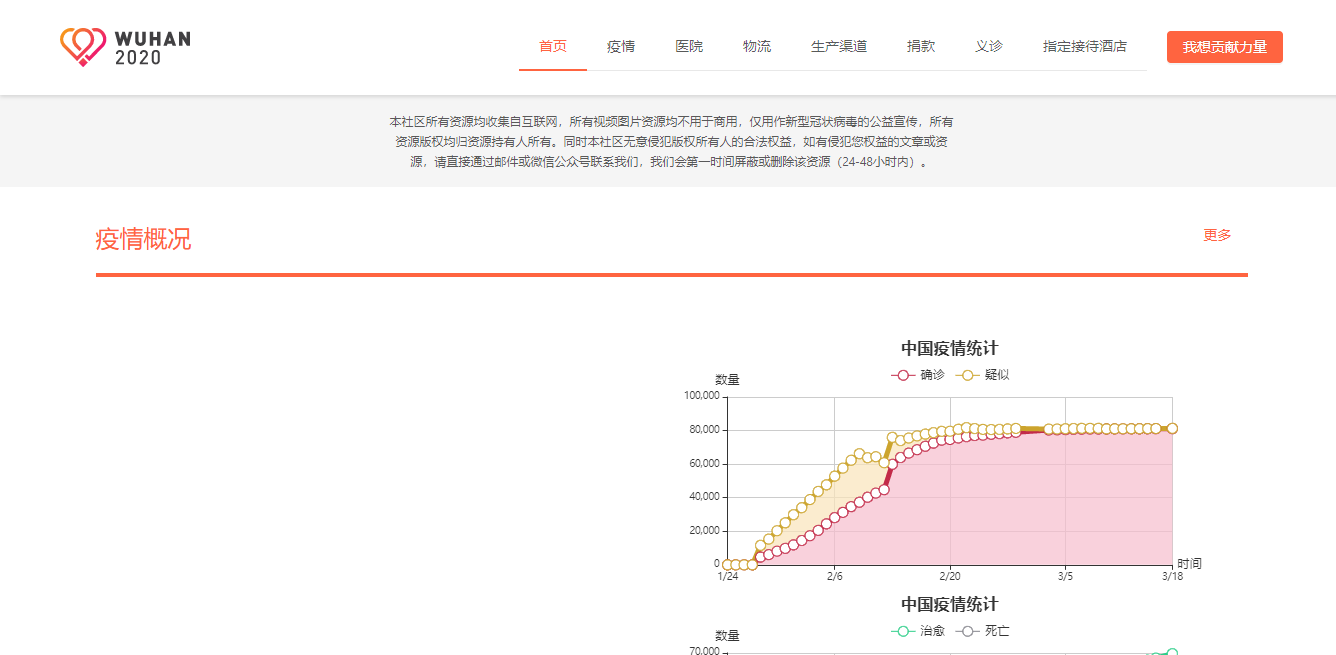 WUHAN
2020
首页 疫情 医院 物流 生产渠道 捐款 义诊 指定接待酒店 我想贡献力量
本社区所有资源均收集自互联网，所有视频图片资源均不用于商用，仅用作新型冠状病毒的公益宣传，所有
资源版权均归资源持有人所有。同时本社区无意侵犯版权所有人的合法权益，如有侵犯您权益的文章或资
源，请直接通过邮件或微信公众号联系我们，我们会第一时间屏蔽或删除该资源（24-48小时内）。
疫情概况 更多
中国疫情统计
确诊 疑似
数量
100,000
80,000
60,000
40,000
20,000
0
1/24 2/6 2/20 3/5 3/18 时间
中国疫情统计
治愈 死亡
数量
70,000